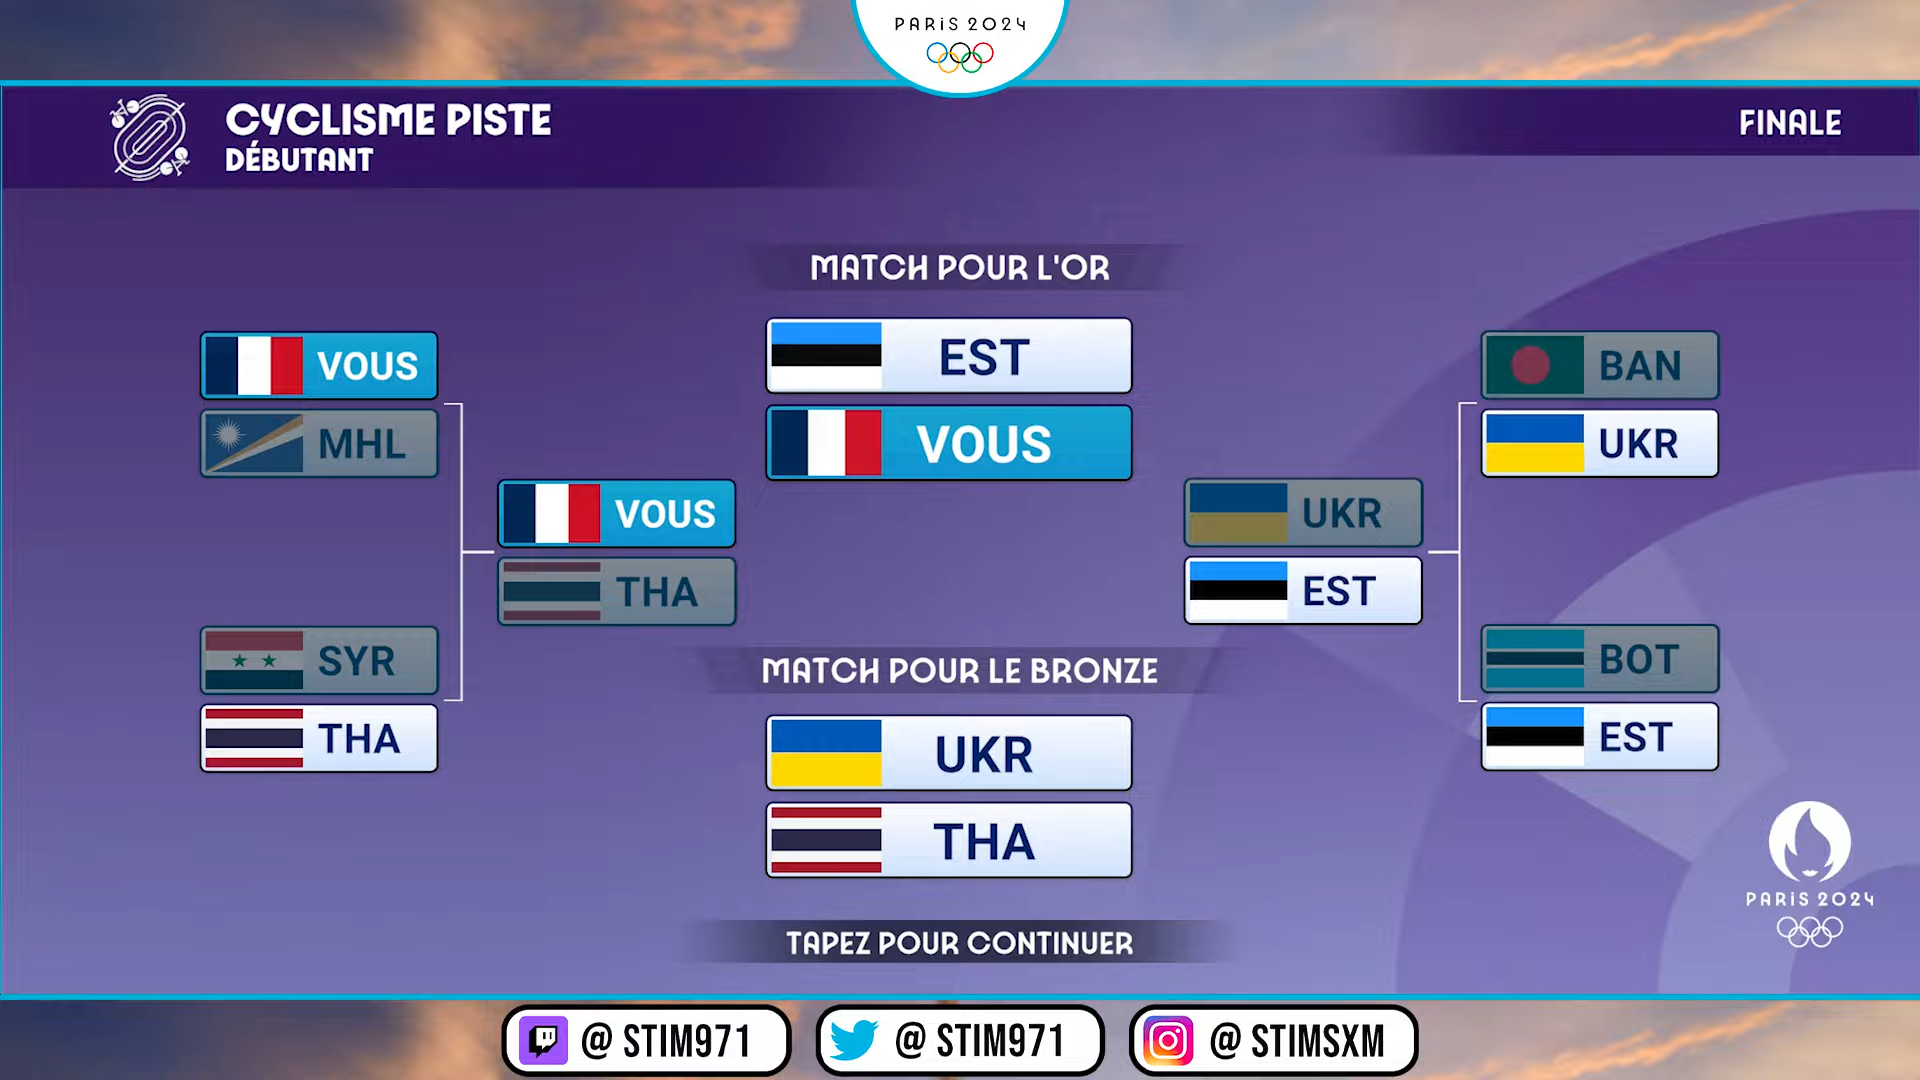 PARIS 2024
CYCLISME PISTE
DÉBUTANT
FINALE
MATCH POUR L'OR
EST
VOUS
VOUS
MHL
VOUS
THA
SYR
THA
BAN
UKR
UKR
EST
BOT
EST
MATCH POUR LE BRONZE
UKR
THA
TAPEZ POUR CONTINUER
PARIS 2024
@ STIM971
@ STIM971
@ STIMSXM